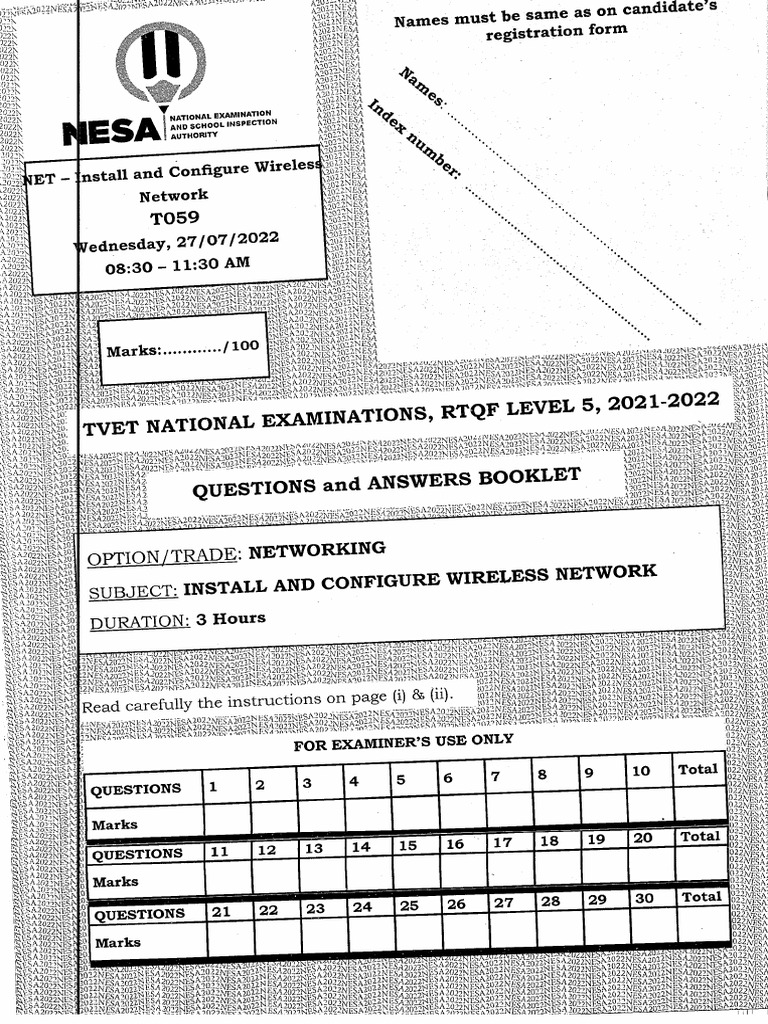 Names must be same as on candidate's
registration form
Names:
Index number:
NESA
NATIONAL EXAMINATION
AND SCHOOL INSPECTION
AUTHORITY
NET – Install and Configure Wireless
Network
T059
Wednesday, 27/07/2022
08:30 – 11:30 AM
Marks:............/100
TVET NATIONAL EXAMINATIONS, RTQF LEVEL 5, 2021-2022
QUESTIONS and ANSWERS BOOKLET
OPTION/TRADE: NETWORKING
SUBJECT: INSTALL AND CONFIGURE WIRELESS NETWORK
DURATION: 3 Hours
Read carefully the instructions on page (i) & (ii).
FOR EXAMINER'S USE ONLY
QUESTIONS 1 2 3 4 5 6 7 8 9 10 Total
Marks
QUESTIONS 11 12 13 14 15 16 17 18 19 20 Total
Marks
QUESTIONS 21 22 23 24 25 26 27 28 29 30 Total
Marks